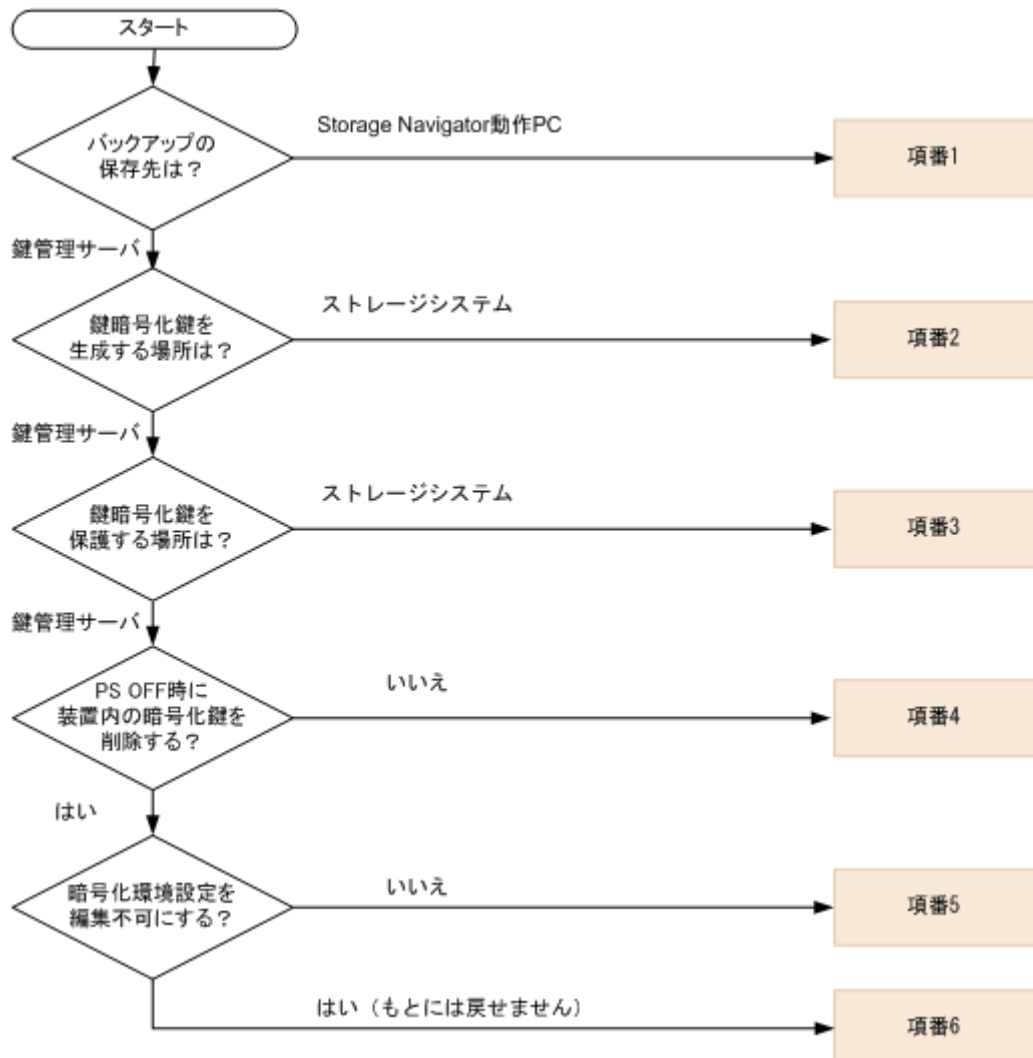 スタート
バックアップの
保存先は？
Storage Navigator動作PC
項番1
鍵管理サーバ
鍵暗号化鍵を
生成する場所は？
ストレージシステム
項番2
鍵管理サーバ
鍵暗号化鍵を
保護する場所は？
ストレージシステム
項番3
鍵管理サーバ
PS OFF時に
装置内の暗号化鍵を
削除する？
いいえ
項番4
はい
暗号化環境設定を
編集不可にする？
いいえ
項番5
はい（もとには戻せません）
項番6